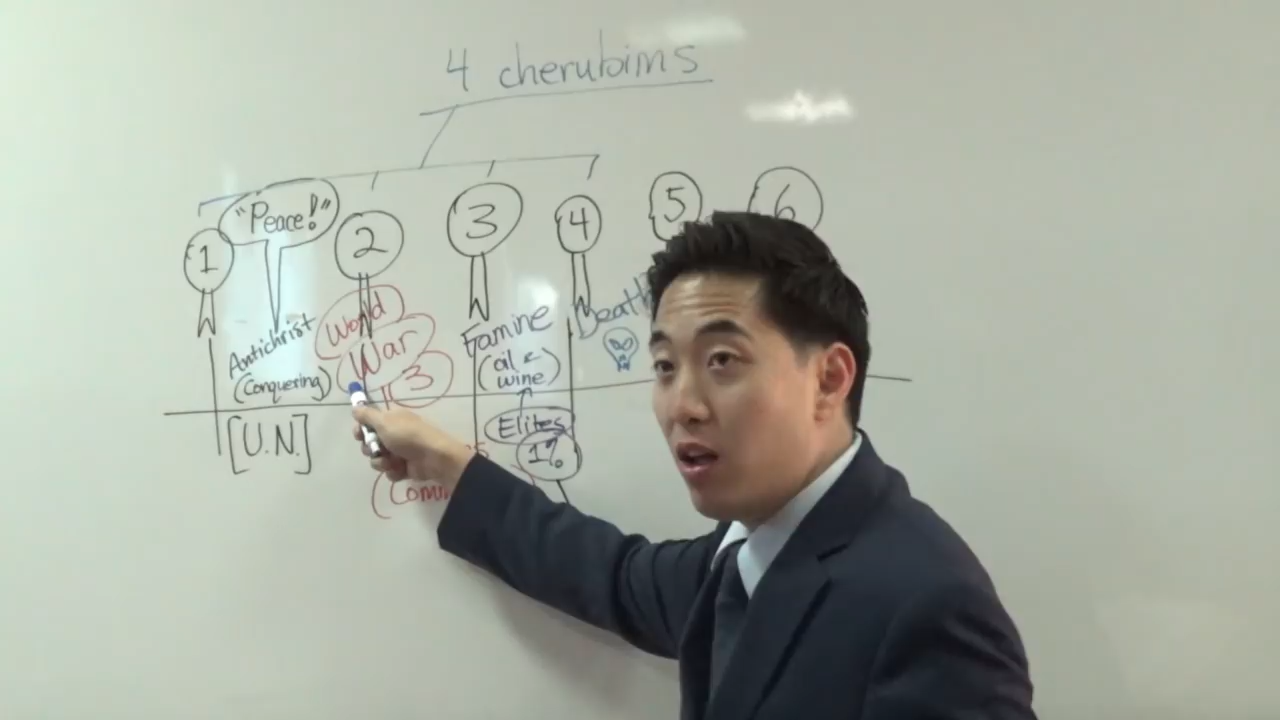 4 cherubims
1
"Peace!"
2
3
4
5
6
Antichrist
(Conquering)
World
War
3
Famine
(oil &
wine)
Death
[U.N.]
Elites
1%